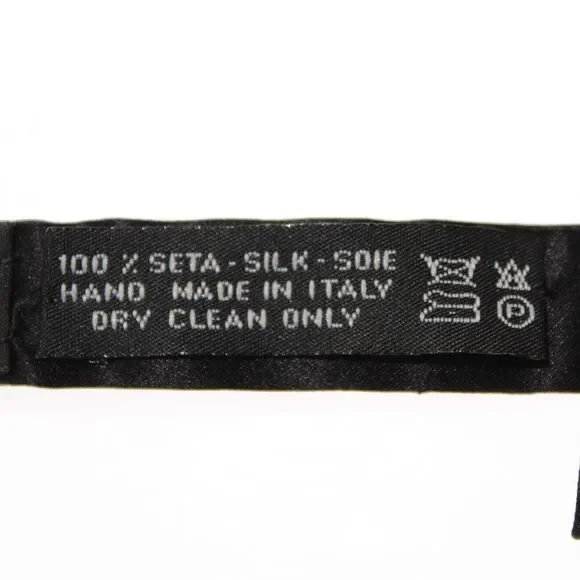 100 % SETA - SILK - SOIE
HAND MADE IN ITALY
DRY CLEAN ONLY
P